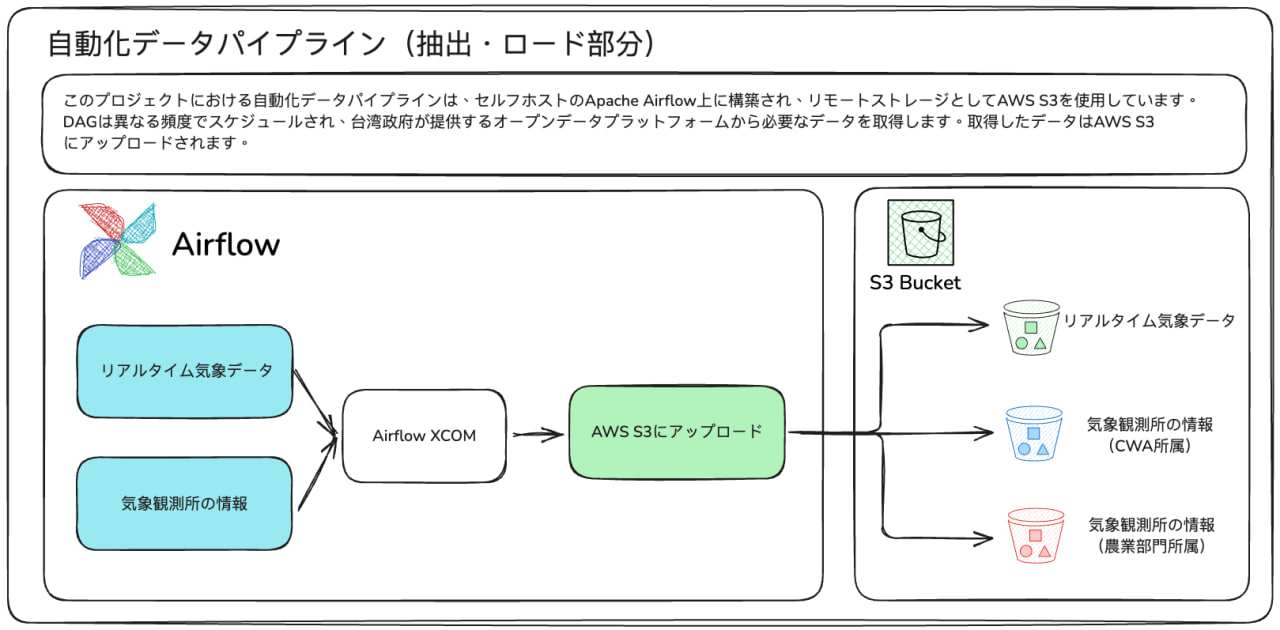 自動化データパイプライン（抽出・ロード部分）
このプロジェクトにおける自動化データパイプラインは、セルフホストのApache Airflow上に構築され、リモートストレージとしてAWS S3を使用しています。
DAGは異なる頻度でスケジュールされ、台湾政府が提供するオープンデータプラットフォームから必要なデータを取得します。取得したデータはAWS S3
にアップロードされます。
Airflow
リアルタイム気象データ
気象観測所の情報
Airflow XCOM
AWS S3にアップロード
S3 Bucket
リアルタイム気象データ
気象観測所の情報
（CWA所属）
気象観測所の情報
（農業部門所属）